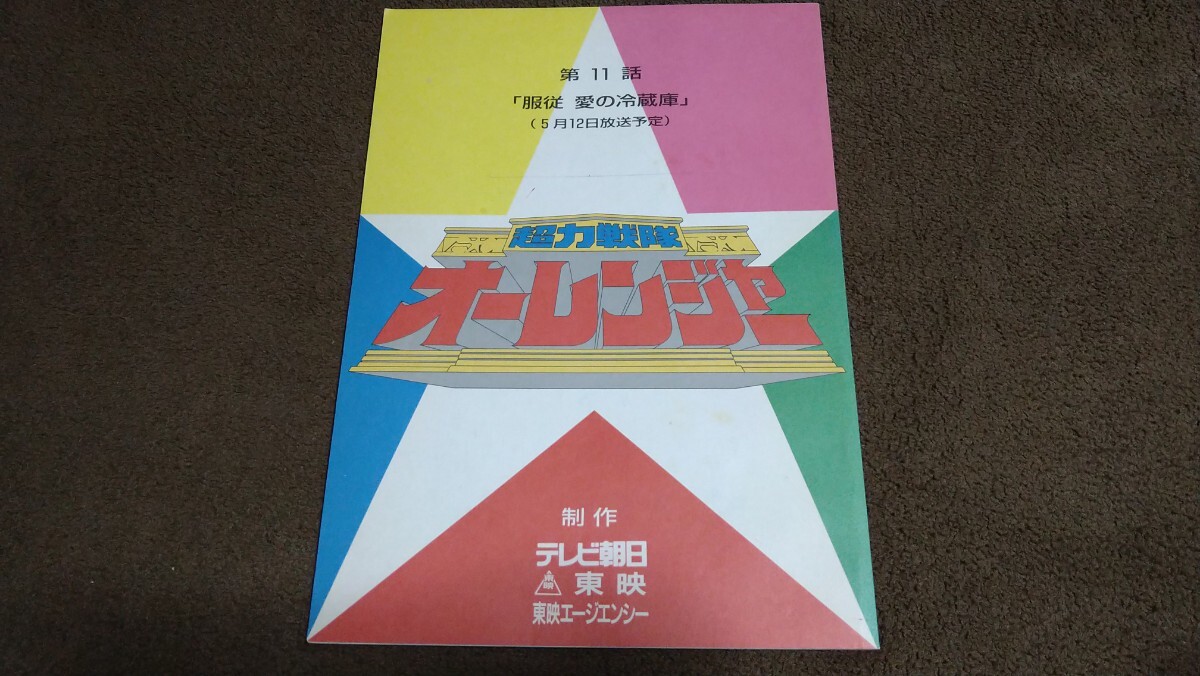 第 11 話
「服従 愛の冷蔵庫」
(5月12日放送予定)
超力戦隊
オーレンジャー
制作
テレビ朝日
東映
東映エージエンシー